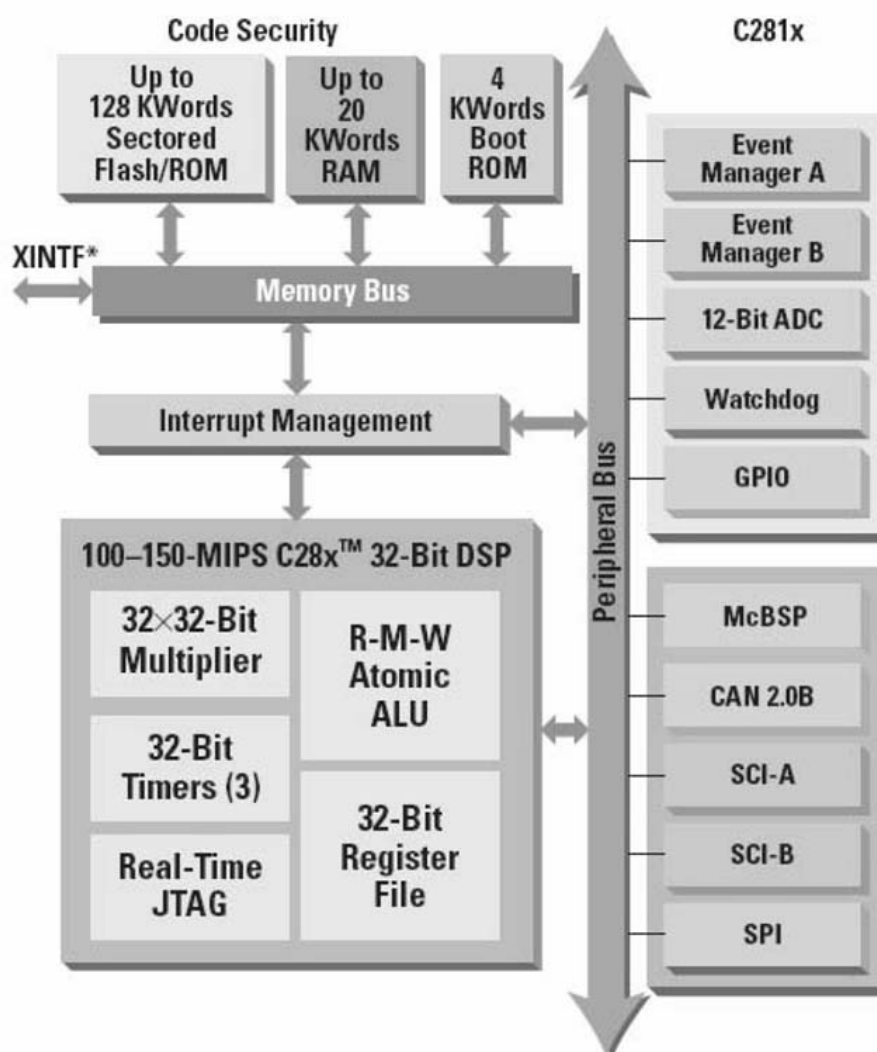 Code Security
C281x
Up to
128 KWords
Sectored
Flash/ROM
Up to
20
KWords
RAM
4
KWords
Boot
ROM
XINTF*
Memory Bus
Interrupt Management
100–150-MIPS C28x™ 32-Bit DSP
32×32-Bit
Multiplier
R-M-W
Atomic
ALU
32-Bit
Timers (3)
32-Bit
Register
File
Real-Time
JTAG
Peripheral Bus
Event
Manager A
Event
Manager B
12-Bit ADC
Watchdog
GPIO
McBSP
CAN 2.0B
SCI-A
SCI-B
SPI